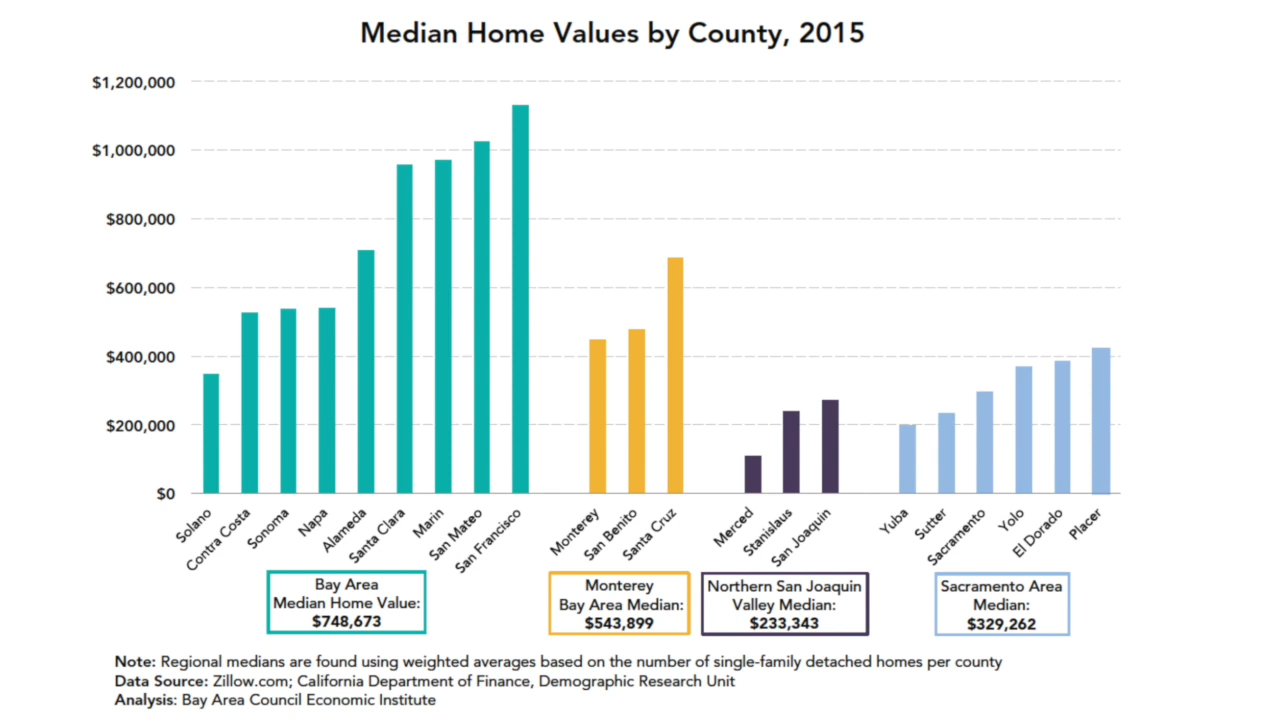 Median Home Values by County, 2015
$1,200,000
$1,000,000
$800,000
$600,000
$400,000
$200,000
$0
Solano
Contra Costa
Sonoma
Napa
Alameda
Santa Clara
Marin
San Mateo
San Francisco
Monterey
San Benito
Santa Cruz
Merced
Stanislaus
San Joaquin
Yuba
Sutter
Sacramento
Yolo
El Dorado
Placer
Bay Area
Median Home Value:
$748,673
Monterey
Bay Area Median:
$543,899
Northern San Joaquin
Valley Median:
$233,343
Sacramento Area
Median:
$329,262
Note: Regional medians are found using weighted averages based on the number of single-family detached homes per county
Data Source: Zillow.com; California Department of Finance, Demographic Research Unit
Analysis: Bay Area Council Economic Institute